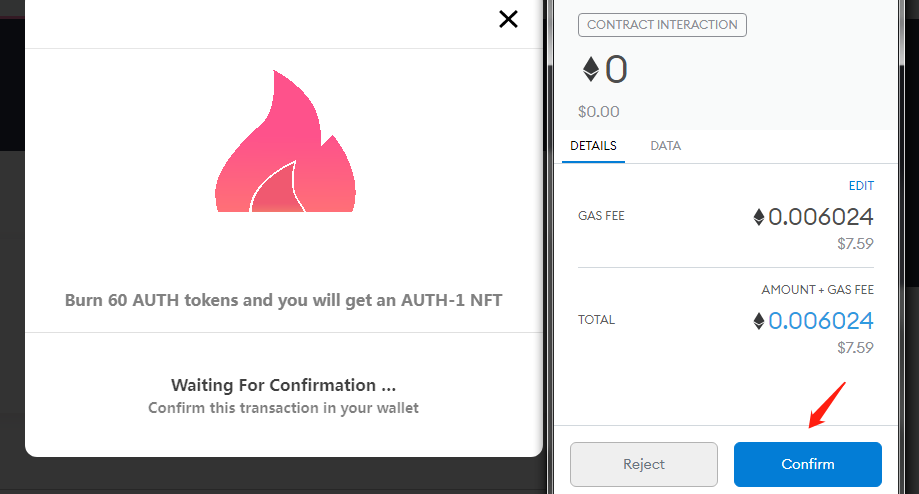 Burn 60 AUTH tokens and you will get an AUTH-1 NFT
Waiting For Confirmation ...
Confirm this transaction in your wallet
CONTRACT INTERACTION
0
$0.00
DETAILS
DATA
EDIT
GAS FEE
0.006024
$7.59
AMOUNT + GAS FEE
TOTAL
0.006024
$7.59
Reject
Confirm